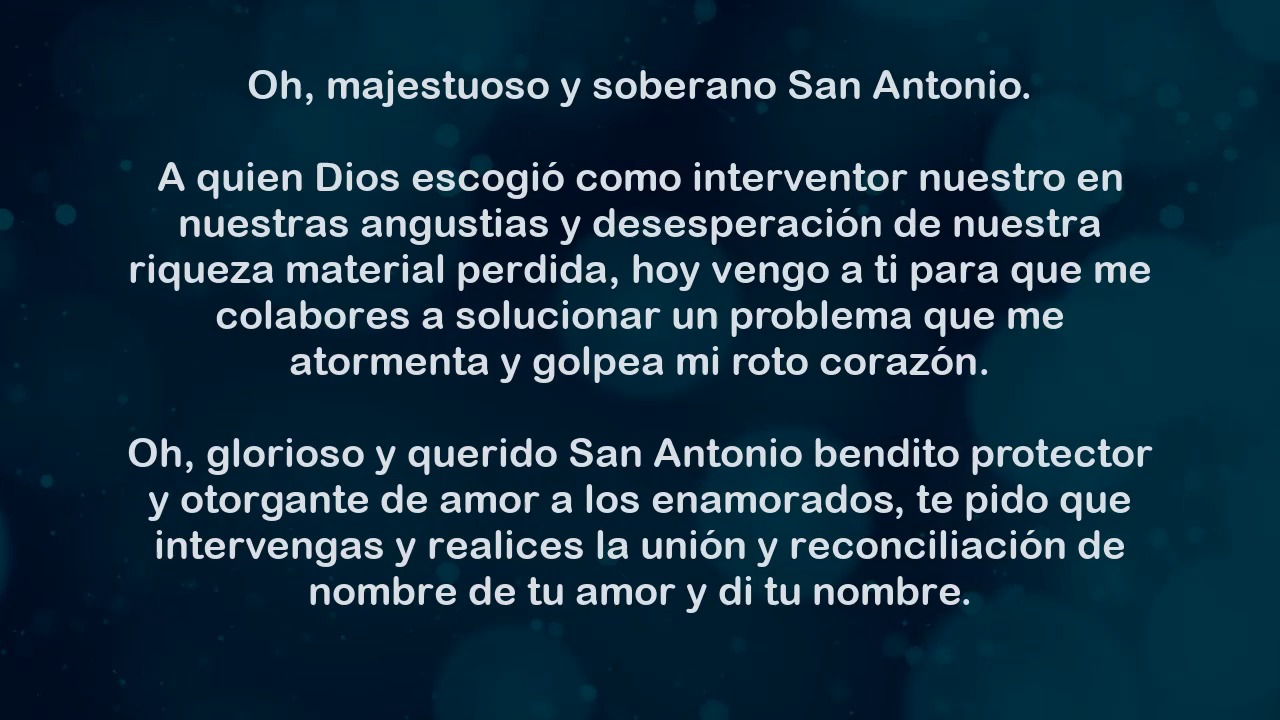 Oh, majestuoso y soberano San Antonio.
A quien Dios escogió como interventor nuestro en
nuestras angustias y desesperación de nuestra
riqueza material perdida, hoy vengo a ti para que me
colabores a solucionar un problema que me
atormenta y golpea mi roto corazón.
Oh, glorioso y querido San Antonio bendito protector
y otorgante de amor a los enamorados, te pido que
intervengas y realices la unión y reconciliación de
nombre de tu amor y di tu nombre.